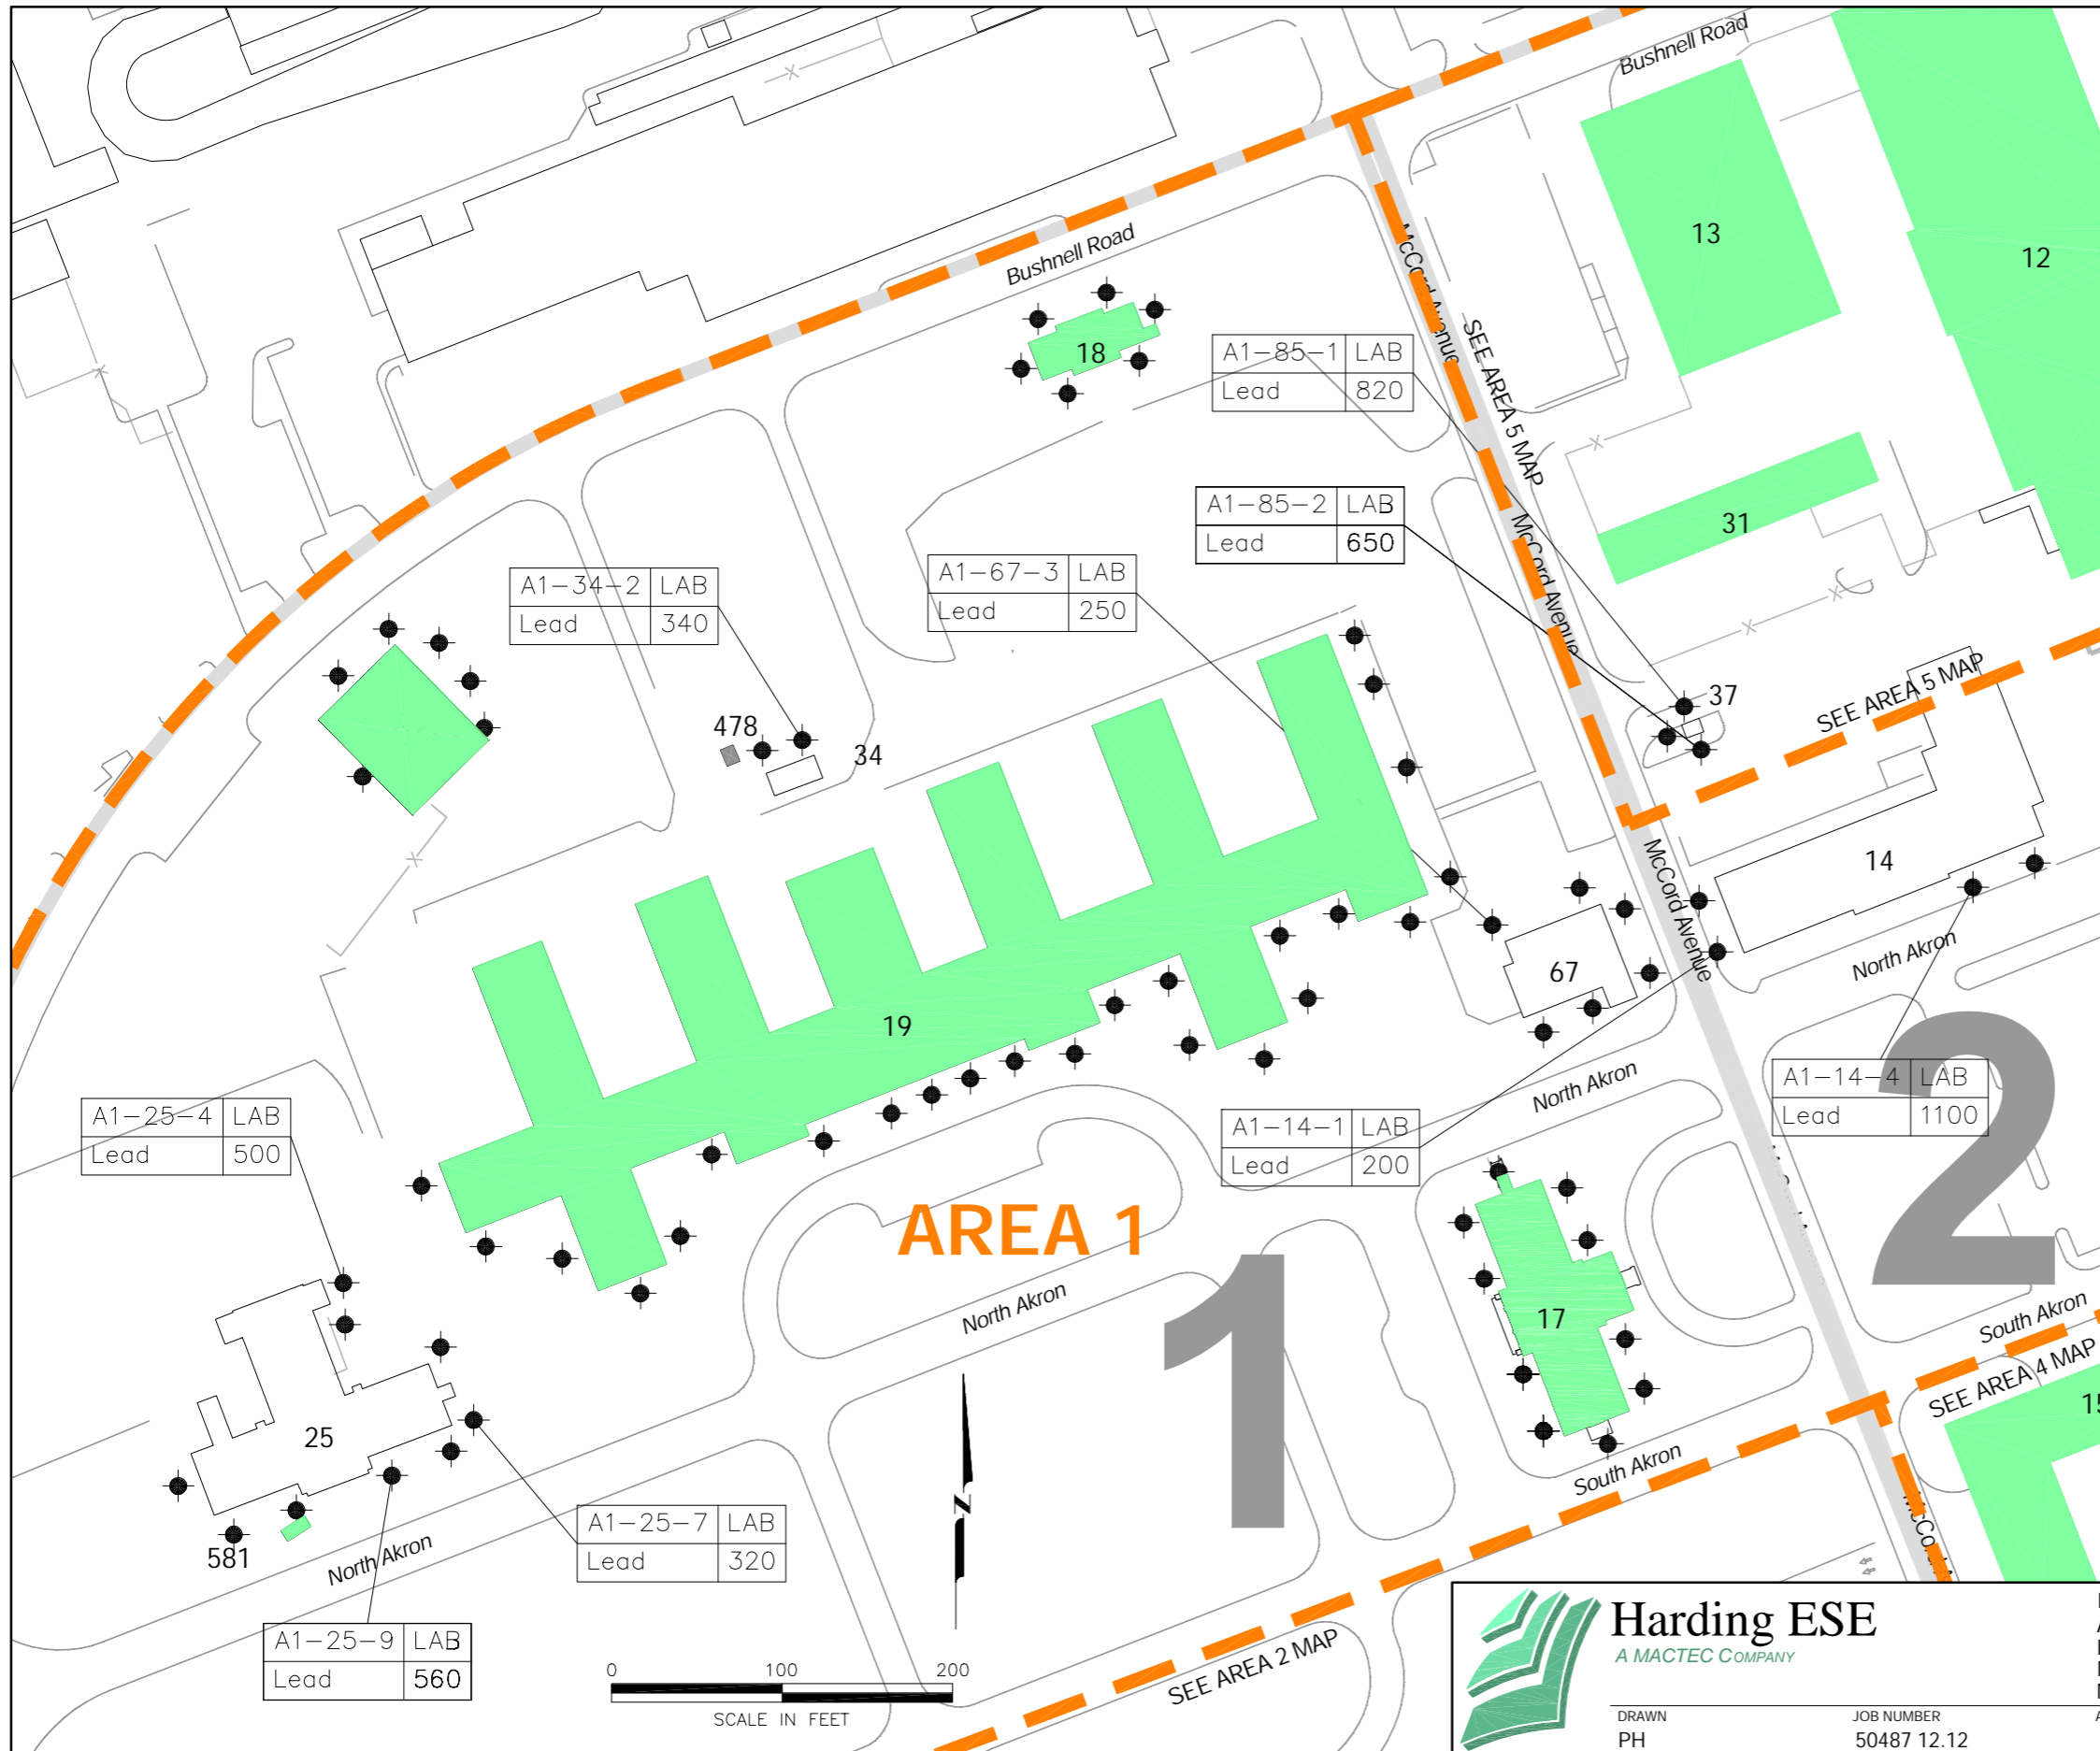 Bushnell Road
Bushnell Road
McCord Avenue
SEE AREA 5 MAP
13
12
18
31
A1-85-1 LAB
Lead 820
A1-85-2 LAB
Lead 650
A1-34-2 LAB
Lead 340
A1-67-3 LAB
Lead 250
McCord Avenue
478
34
37
SEE AREA 5 MAP
14
McCord Avenue
North Akron
67
19
2
A1-14-4 LAB
Lead 1100
North Akron
A1-25-4 LAB
Lead 500
A1-14-1 LAB
Lead 200
AREA 1
1
North Akron
17
South Akron
SEE AREA 4 MAP
25
South Akron
581
North Akron
A1-25-7 LAB
Lead 320
A1-25-9 LAB
Lead 560
N
0 100 200
SCALE IN FEET
SEE AREA 2 MAP
Harding ESE
A MACTEC COMPANY
DRAWN
PH
JOB NUMBER
50487 12.12